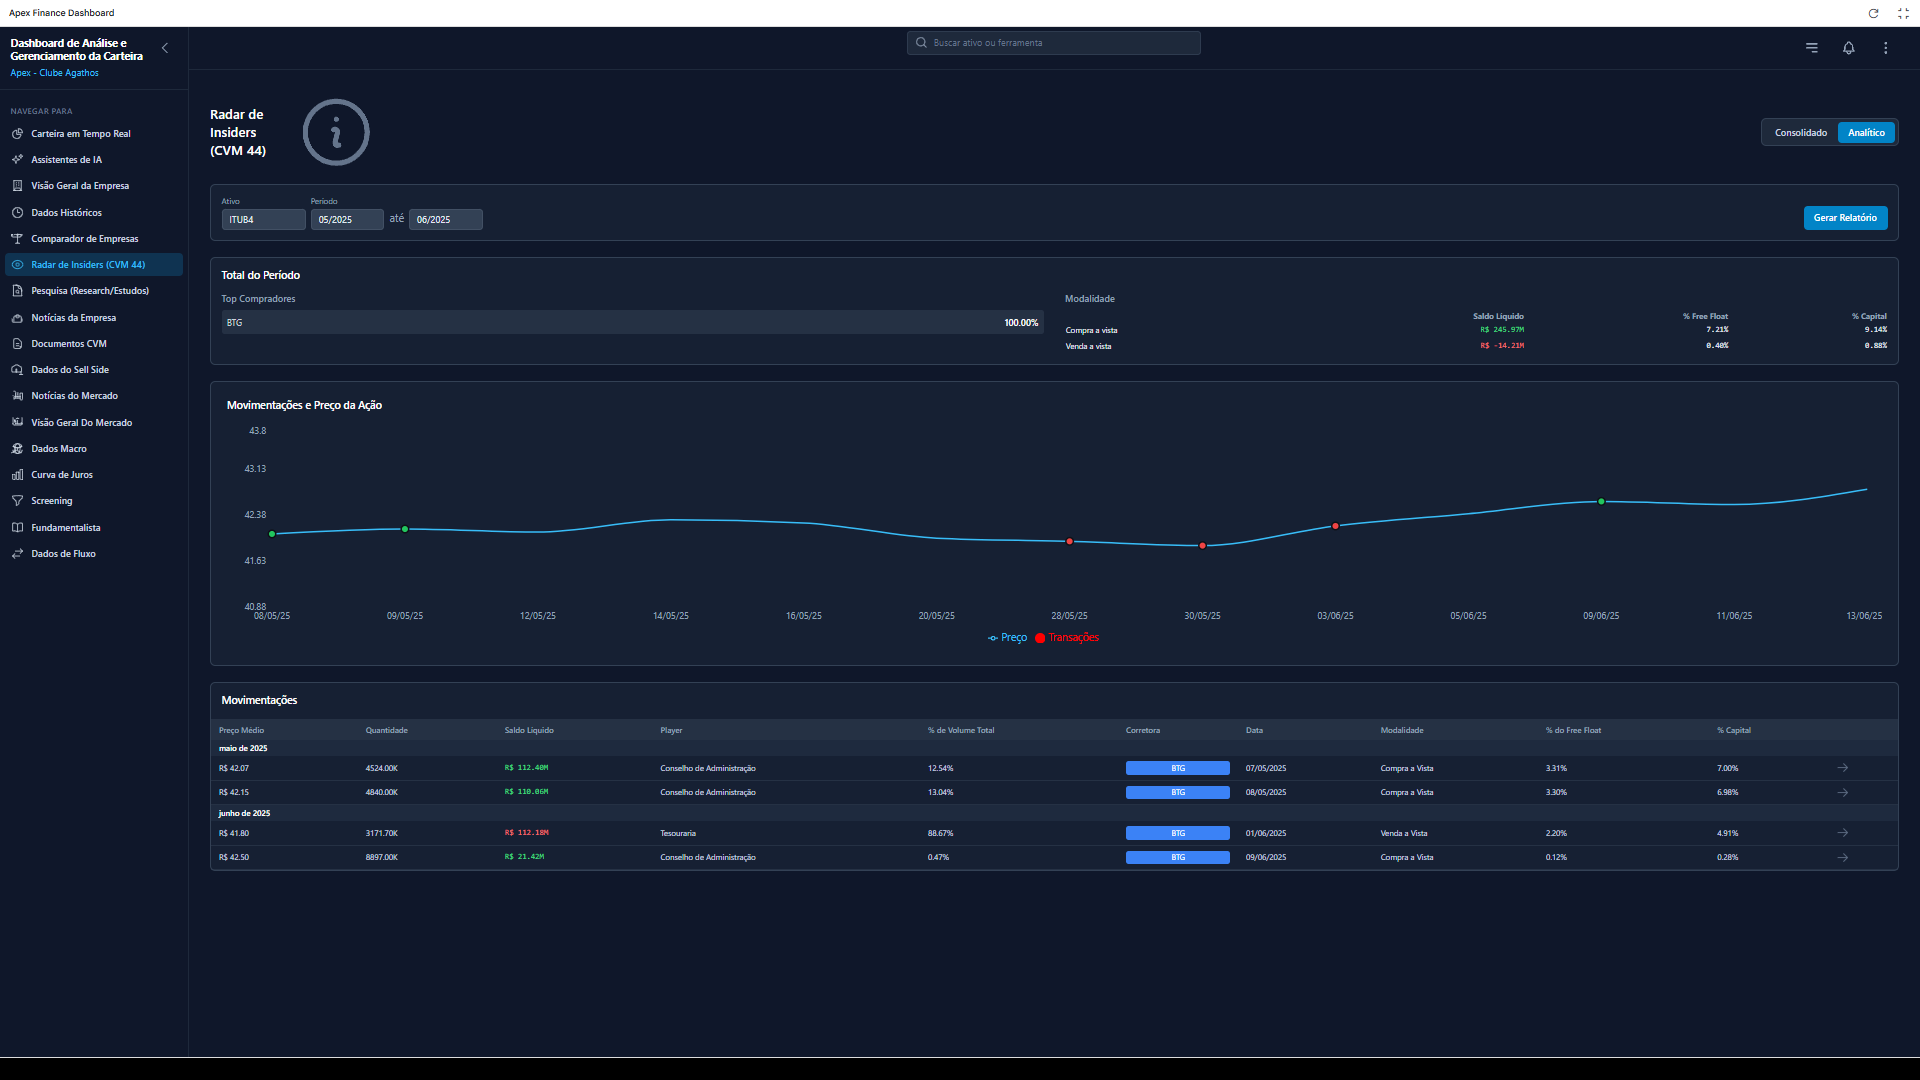 Apex Finance Dashboard
Dashboard de Análise e
Gerenciamento da Carteira
Apex - Clube Agathos
Buscar ativo ou ferramenta
NAVEGAR PARA
Carteira em Tempo Real
Assistentes de IA
Visão Geral da Empresa
Dados Históricos
Comparador de Empresas
Radar de Insiders (CVM 44)
Pesquisa (Research/Estudos)
Notícias da Empresa
Documentos CVM
Dados do Sell Side
Notícias do Mercado
Visão Geral Do Mercado
Dados Macro
Curva de Juros
Screening
Fundamentalista
Dados de Fluxo
Radar de
Insiders
(CVM 44)
Consolidado Analítico
Ativo Período
ITUB4 05/2025 até 06/2025 Gerar Relatório
Total do Período
Top Compradores
BTG 100.00%
Modalidade
Saldo Líquido % Free Float % Capital
Compra a vista R$ 245.97M 7.21% 9.14%
Venda a vista R$ -14.21M 0.40% 0.88%
Movimentações e Preço da Ação
43.8
43.13
42.38
41.63
40.88
08/05/25 09/05/25 12/05/25 14/05/25 16/05/25 20/05/25 28/05/25 30/05/25 03/06/25 05/06/25 09/06/25 11/06/25 13/06/25
Preço Transações
Movimentações
Preço Médio Quantidade Saldo Líquido Player % de Volume Total Corretora Data Modalidade % do Free Float % Capital
maio de 2025
R$ 42.07 4524.00K R$ 112.40M Conselho de Administração 12.54% BTG 07/05/2025 Compra a Vista 3.31% 7.00%
R$ 42.15 4840.00K R$ 110.06M Conselho de Administração 13.04% BTG 08/05/2025 Compra a Vista 3.30% 6.98%
junho de 2025
R$ 41.80 3171.70K R$ 112.18M Tesouraria 88.67% BTG 01/06/2025 Venda a Vista 2.20% 4.91%
R$ 42.50 8897.00K R$ 21.42M Conselho de Administração 0.47% BTG 09/06/2025 Compra a Vista 0.12% 0.28%